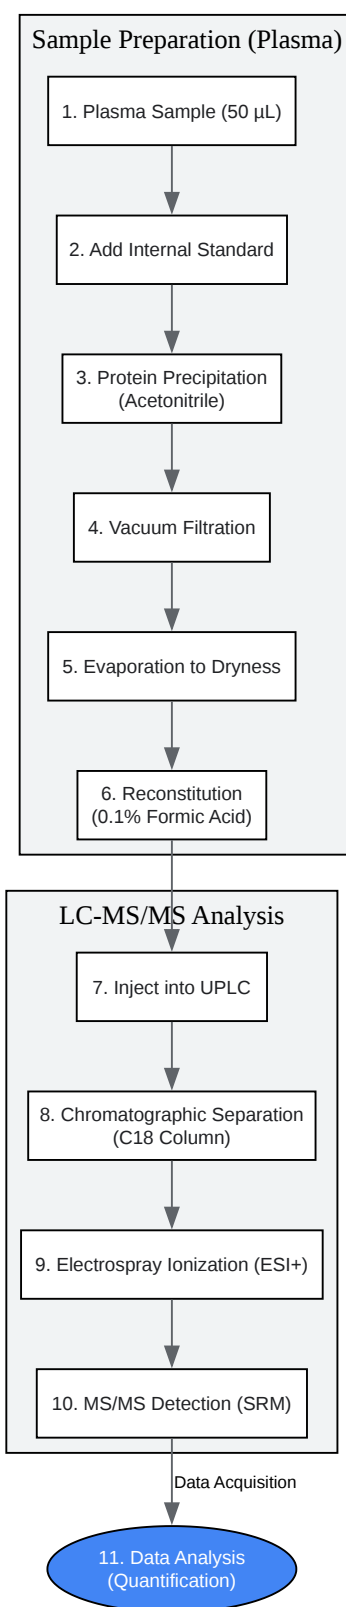 Sample Preparation (Plasma)
1. Plasma Sample (50 µL)
2. Add Internal Standard
3. Protein Precipitation
(Acetonitrile)
4. Vacuum Filtration
5. Evaporation to Dryness
6. Reconstitution
(0.1% Formic Acid)
LC-MS/MS Analysis
7. Inject into UPLC
8. Chromatographic Separation
(C18 Column)
9. Electrospray Ionization (ESI+)
10. MS/MS Detection (SRM)
Data Acquisition
11. Data Analysis
(Quantification)